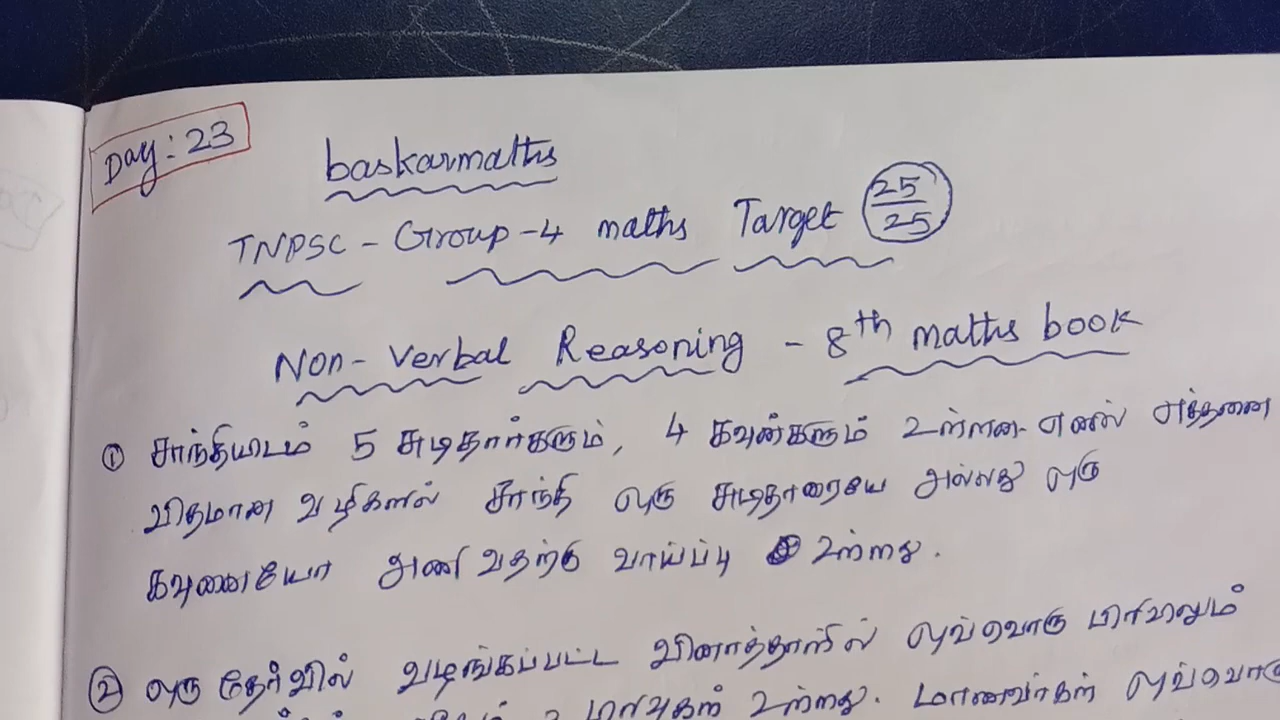 Day: 23
baskarmaths
TNPSC - Group-4 maths Target 25/25
Non-Verbal Reasoning - 8th maths book
① சாந்தியிடம் 5 சுடிதார்களும், 4 கவுன்களும் உள்ளன. எனில் எத்தனை
விதமான வழிகளில் சாந்தி ஒரு சுடிதாரையே அல்லது ஒரு
கவுனையோ அணிவதற்கு வாய்ப்பு உள்ளது.
② ஒரு தேர்வில் வழங்கப்பட்ட வினாத்தாளில் ஒவ்வொரு பிரிவிலும்
உள்ளது. மாணவர்கள் ஒவ்வொரு